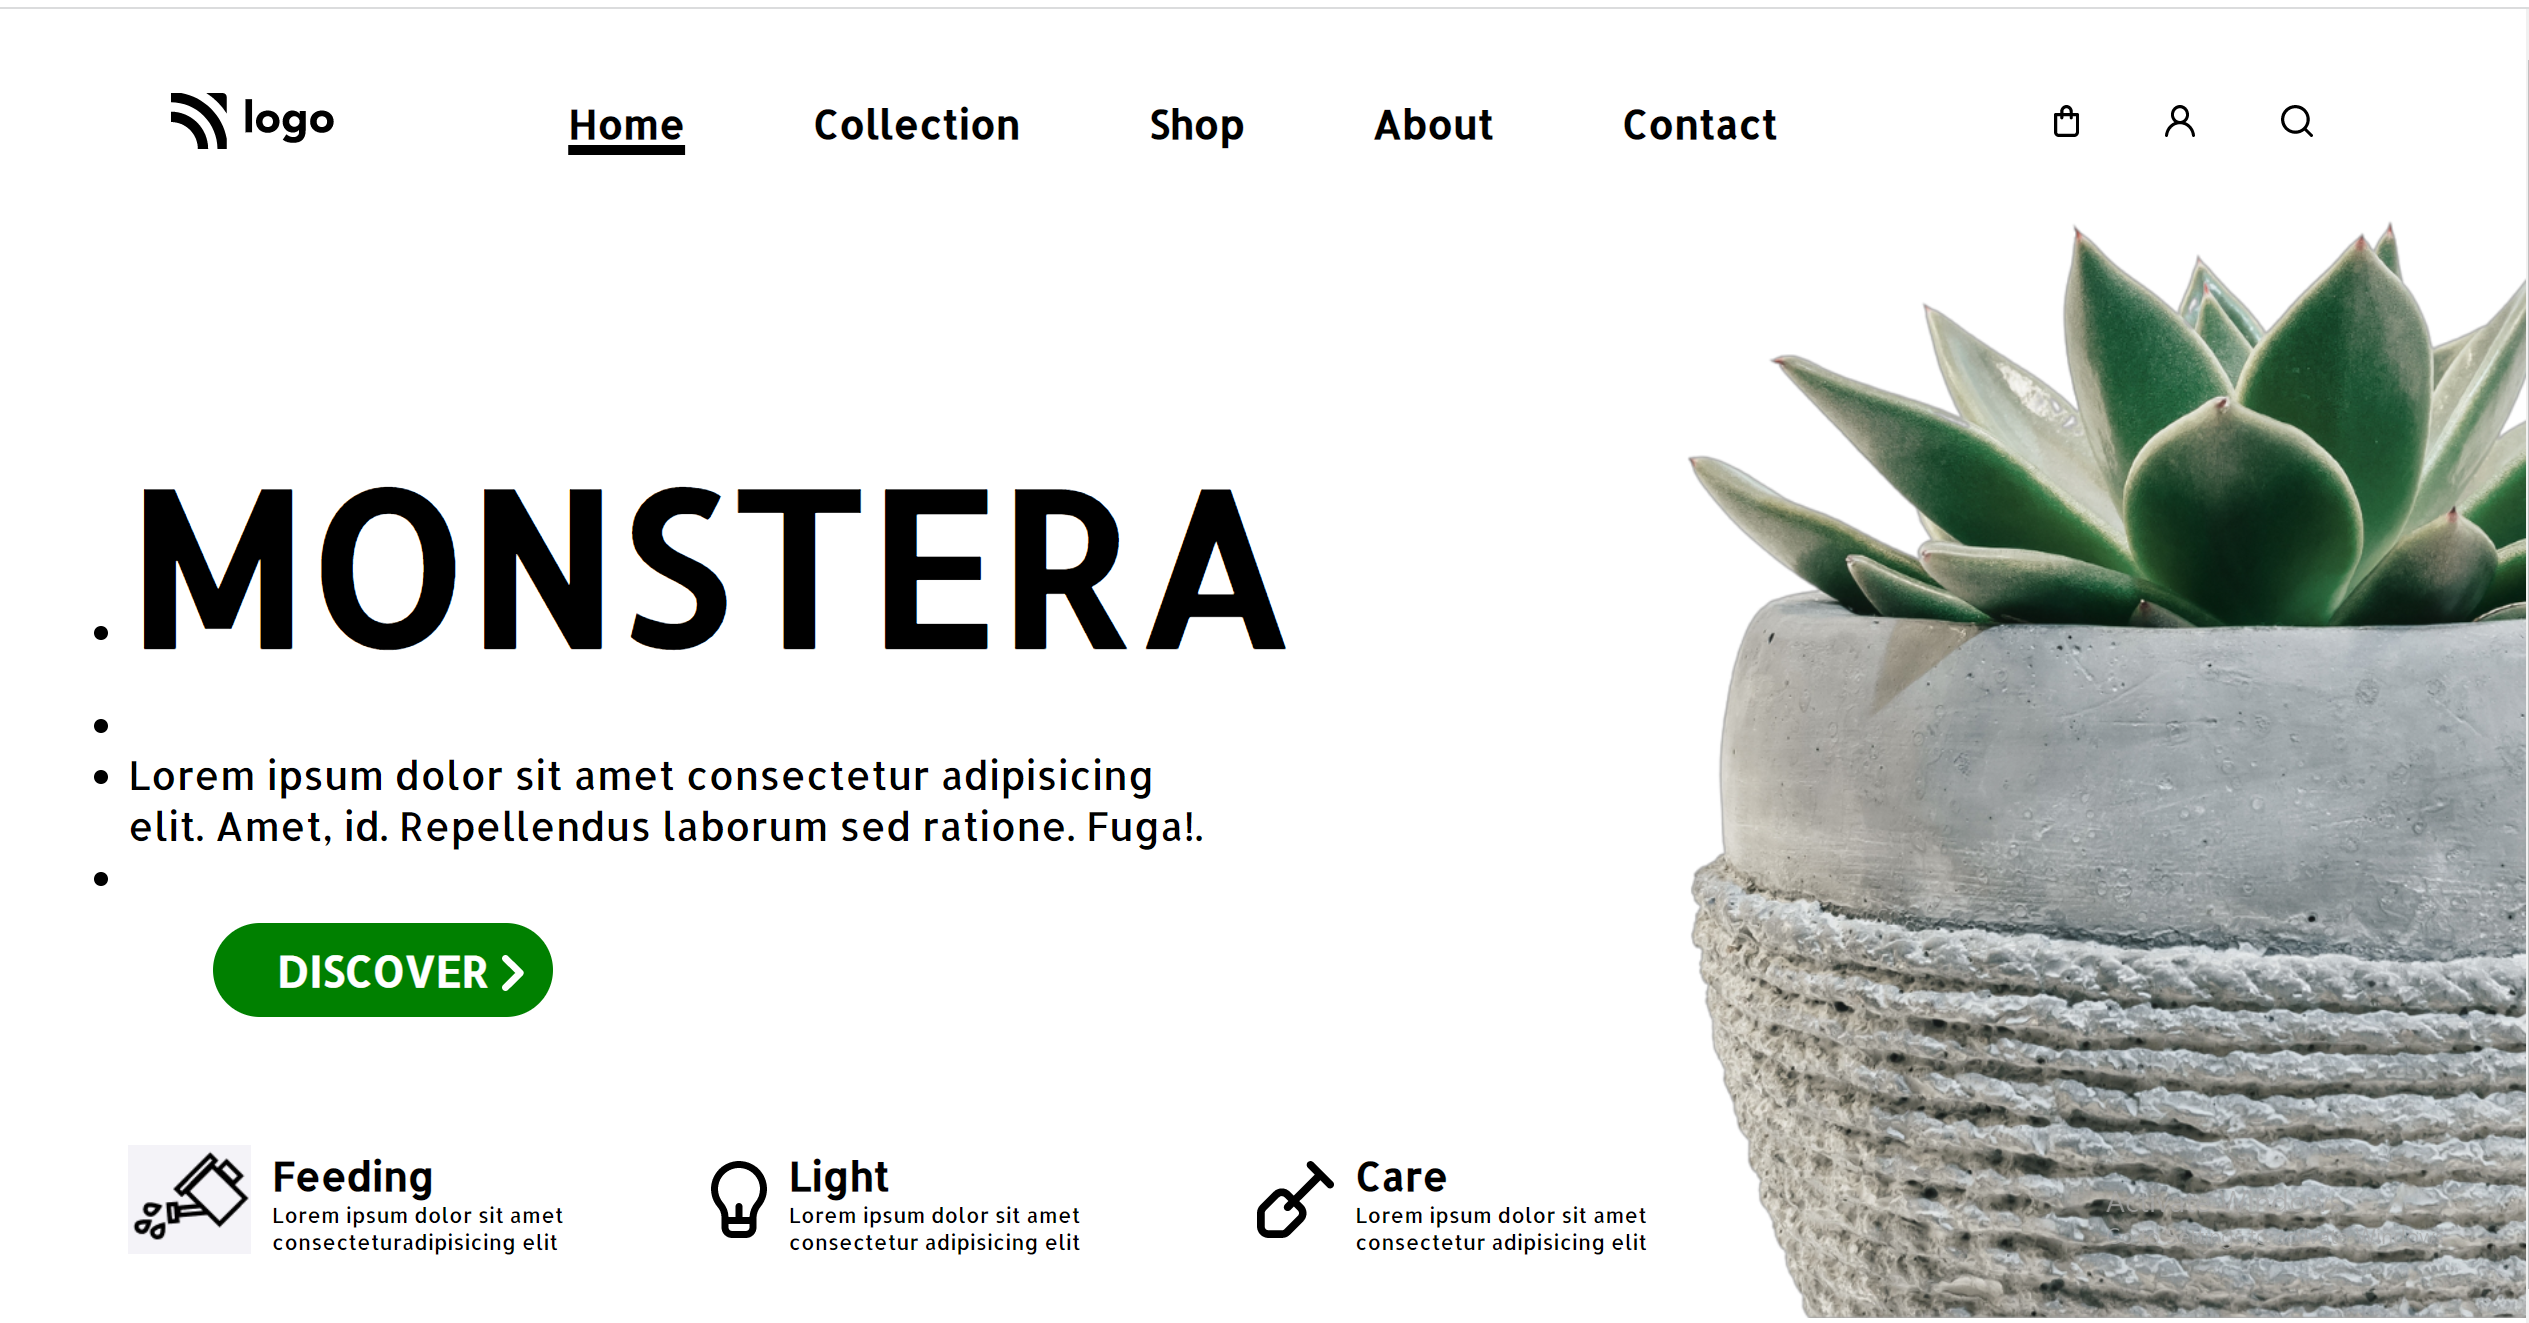 logo
Home Collection Shop About Contact
MONSTERA
Lorem ipsum dolor sit amet consectetur adipisicing
elit. Amet, id. Repellendus laborum sed ratione. Fuga!.
DISCOVER
Feeding
Lorem ipsum dolor sit amet
consecteturadipisicing elit
Light
Lorem ipsum dolor sit amet
consectetur adipisicing elit
Care
Lorem ipsum dolor sit amet
consectetur adipisicing elit